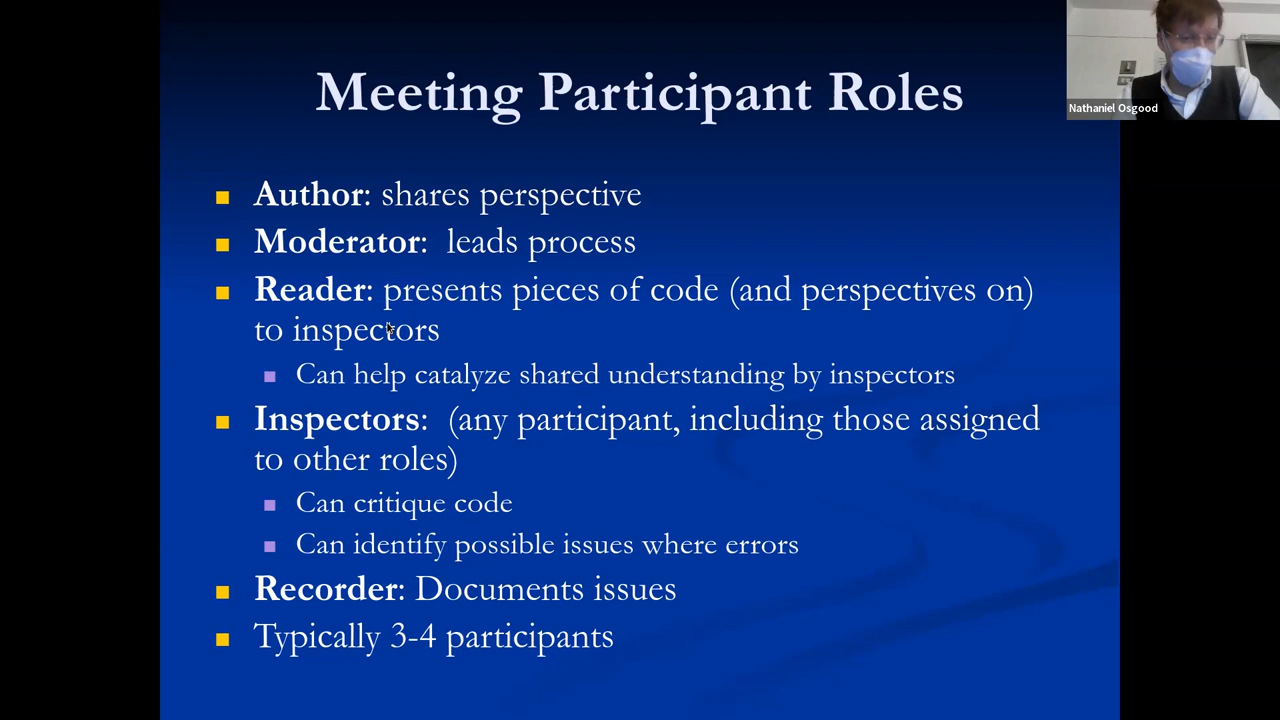 Meeting Participant Roles
Nathaniel Osgood
Author: shares perspective
Moderator: leads process
Reader: presents pieces of code (and perspectives on)
to inspectors
Can help catalyze shared understanding by inspectors
Inspectors: (any participant, including those assigned
to other roles)
Can critique code
Can identify possible issues where errors
Recorder: Documents issues
Typically 3-4 participants